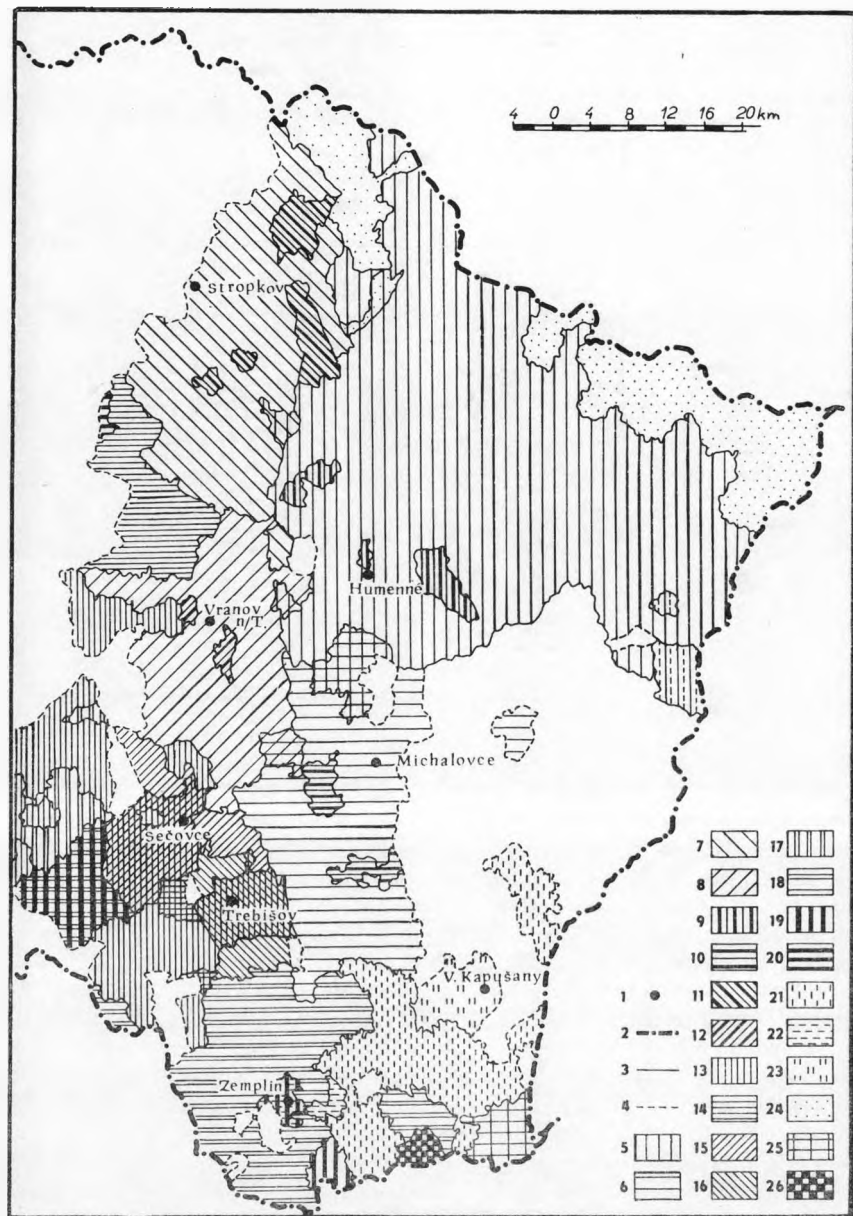 4 0 4 8 12 16 20 km
Stropkov
Humenné
Vranov
n/T.
Michalovce
Sečovce
Trebišov
V. Kapušany
Zemplín
7 17
8 18
9 19
10 20
1 11 21
2 12 22
3 13 23
4 14 24
5 15 25
6 16 26